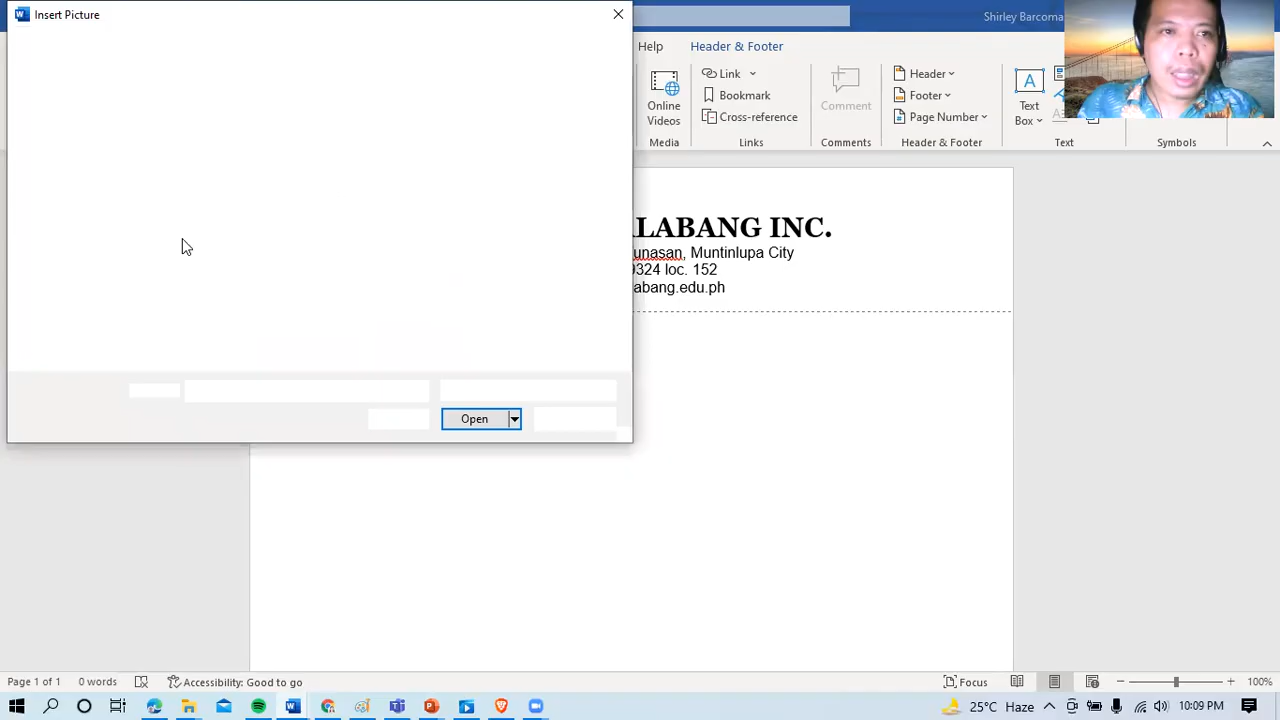 Insert Picture
Shirley Barcoma
Help
Header & Footer
Online
Videos
Link
Bookmark
Cross-reference
Comment
Header
Footer
Page Number
Text
Box
Media
Links
Comments
Header & Footer
Text
Symbols
LABANG INC.
unasan, Muntinlupa City
9324 loc. 152
abang.edu.ph
Open
Page 1 of 1
0 words
Accessibility: Good to go
Focus
100%
25°C Haze
10:09 PM